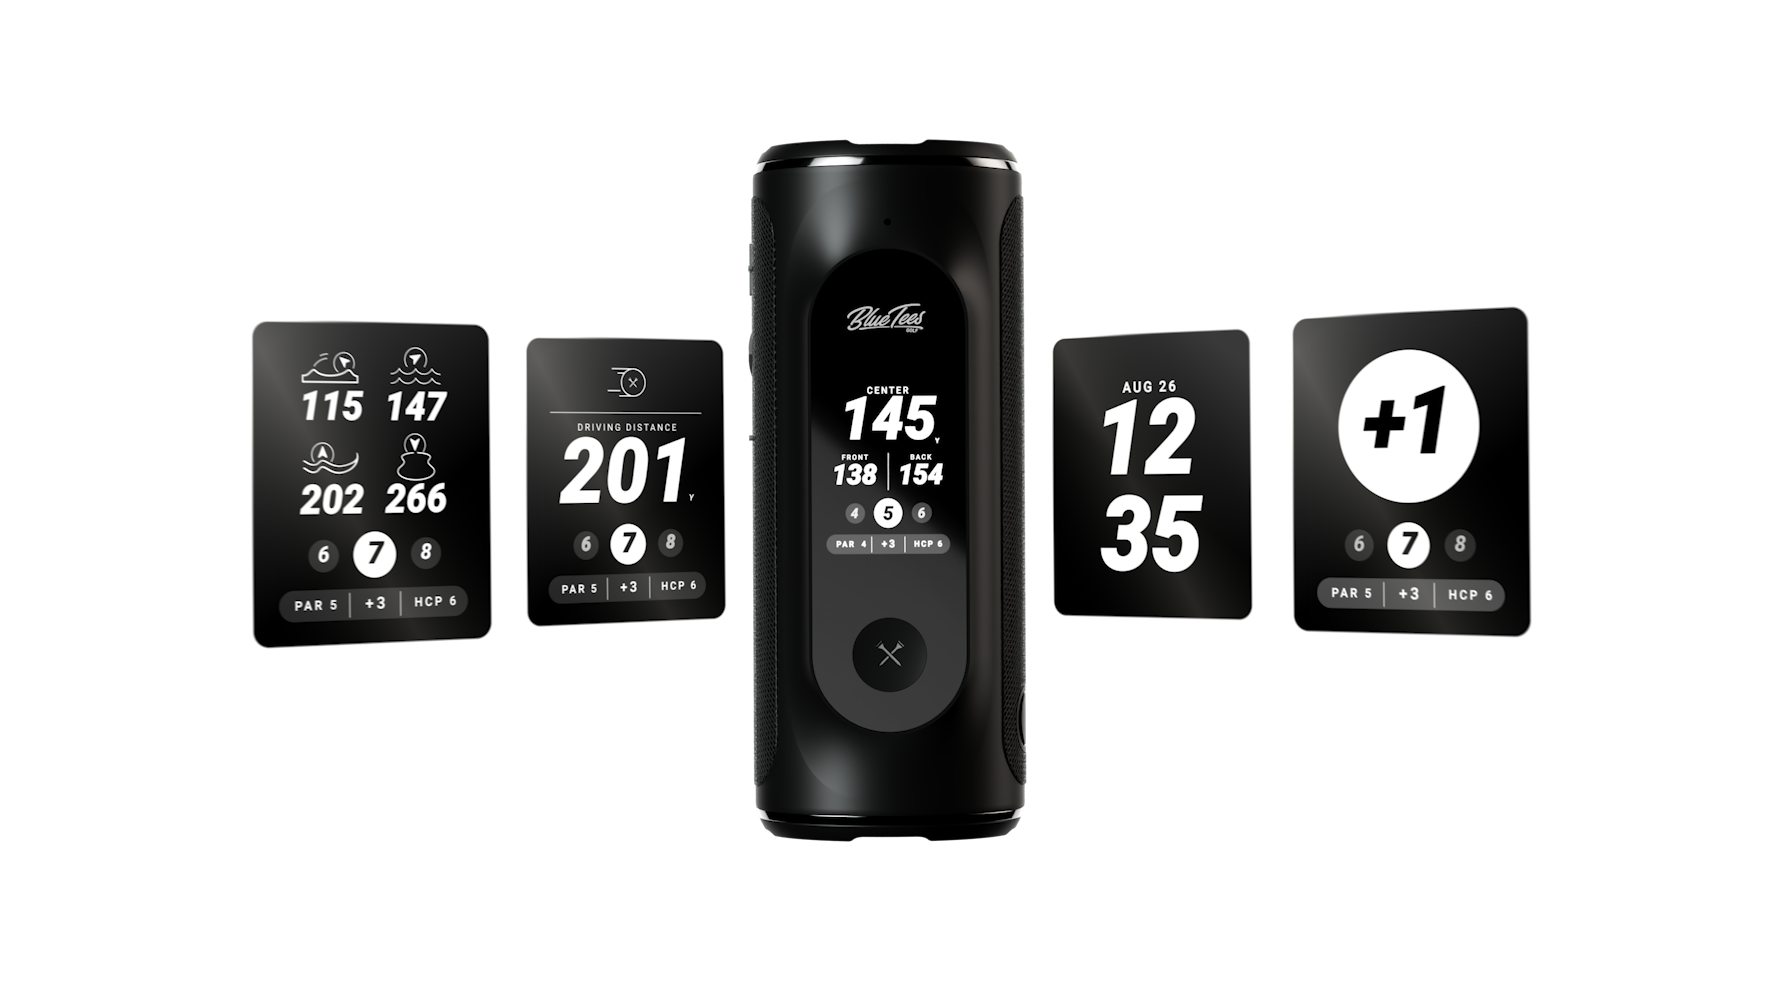 115 147
202 266
6 7 8
PAR 5 +3 HCP 6
DRIVING DISTANCE
201 Y
6 7 8
PAR 5 +3 HCP 6
Blue Tees
GOLF
CENTER
145 Y
FRONT BACK
138 154
4 5 6
PAR 4 +3 HCP 6
AUG 26
12
35
+1
6 7 8
PAR 5 +3 HCP 6